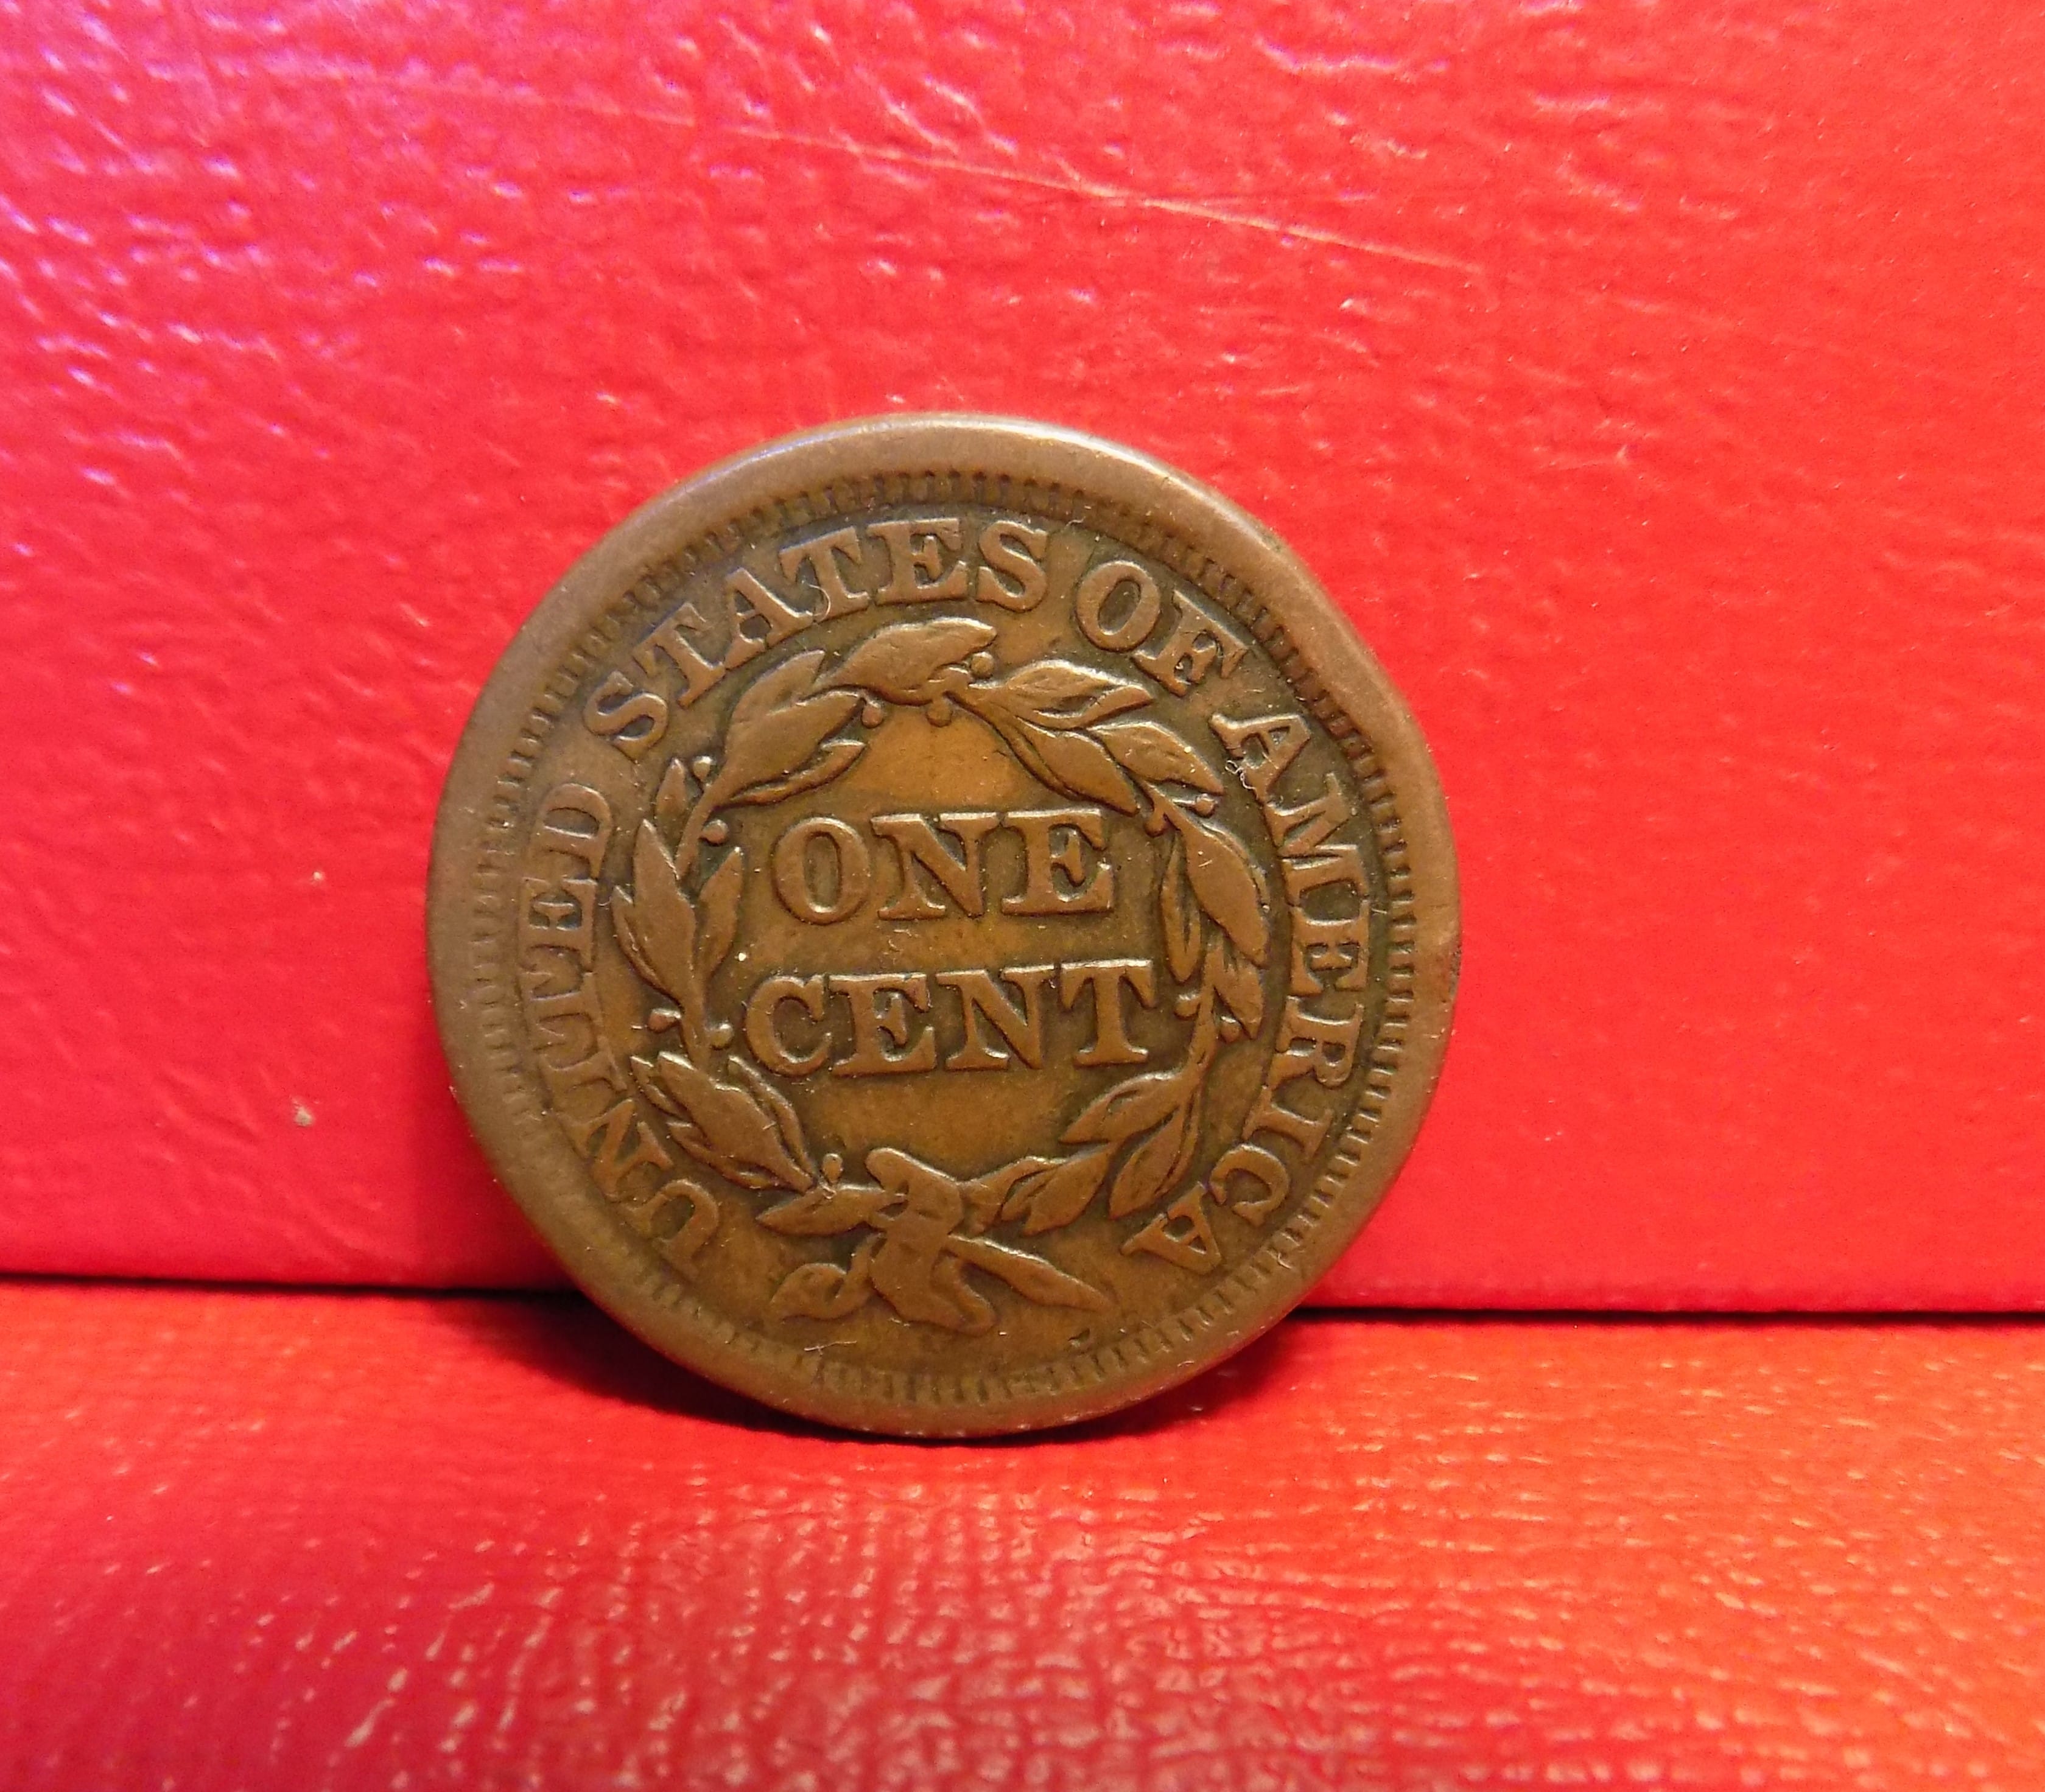 UNITED STATES OF AMERICA
ONE
CENT